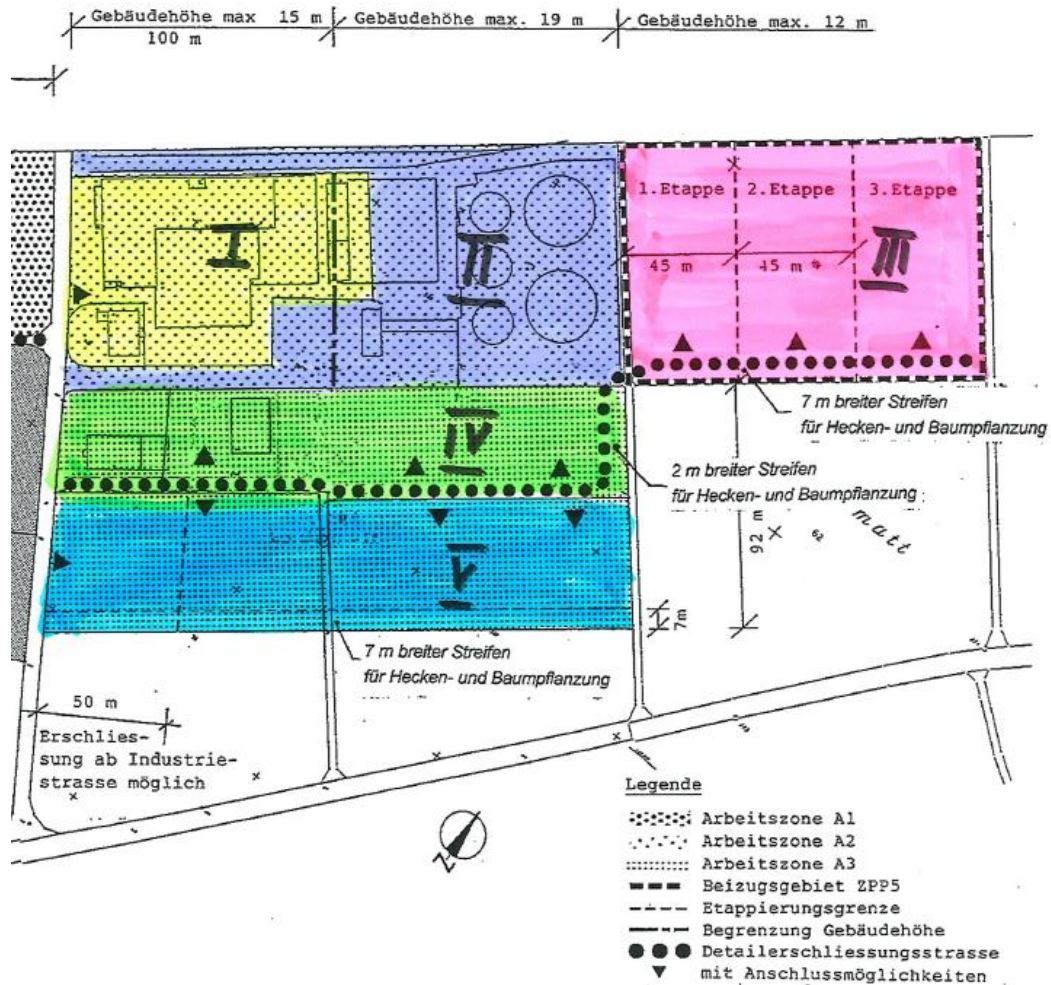 Gebäudehöhe max 15 m
Gebäudehöhe max. 19 m
Gebäudehöhe max. 12 m
100 m
1.Etappe
2.Etappe
3.Etappe
I
II
III
45 m
45 m
7 m breiter Streifen
für Hecken- und Baumpflanzung
IV
2 m breiter Streifen
für Hecken- und Baumpflanzung
matt
62
92 m
V
7m
7 m breiter Streifen
für Hecken- und Baumpflanzung
50 m
Erschlies-
sung ab Industrie-
strasse möglich
N
Legende
Arbeitszone A1
Arbeitszone A2
Arbeitszone A3
Beizugsgebiet ZPP5
Etappierungsgrenze
Begrenzung Gebäudehöhe
Detailerschliessungsstrasse
mit Anschlussmöglichkeiten